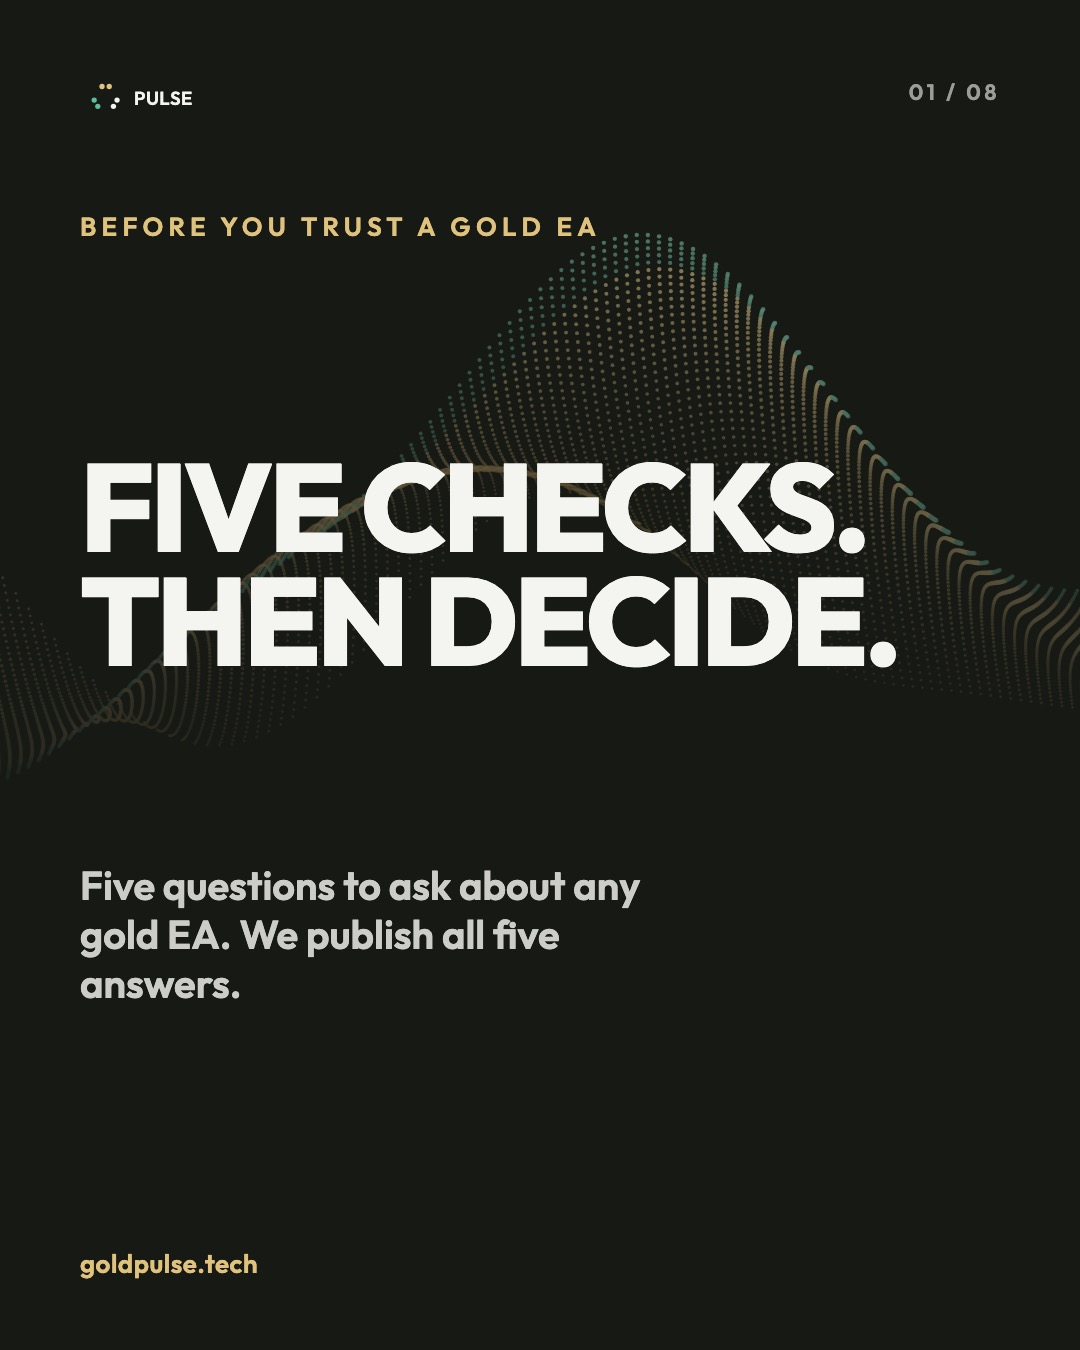 PULSE
01 / 08
BEFORE YOU TRUST A GOLD EA
FIVE CHECKS.
THEN DECIDE.
Five questions to ask about any
gold EA. We publish all five
answers.
goldpulse.tech